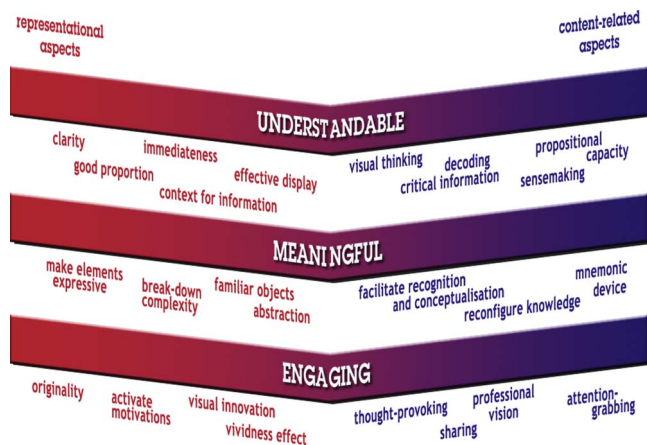 representational
aspects
content-related
aspects
UNDERSTANDABLE
clarity
immediateness
good proportion
effective display
context for information
visual thinking
decoding
propositional
capacity
critical information
sensemaking
MEANINGFUL
make elements
expressive
break-down
complexity
familiar objects
abstraction
facilitate recognition
and conceptualisation
reconfigure knowledge
mnemonic
device
ENGAGING
originality
activate
motivations
visual innovation
vividness effect
thought-provoking
sharing
professional
vision
attention-
grabbing